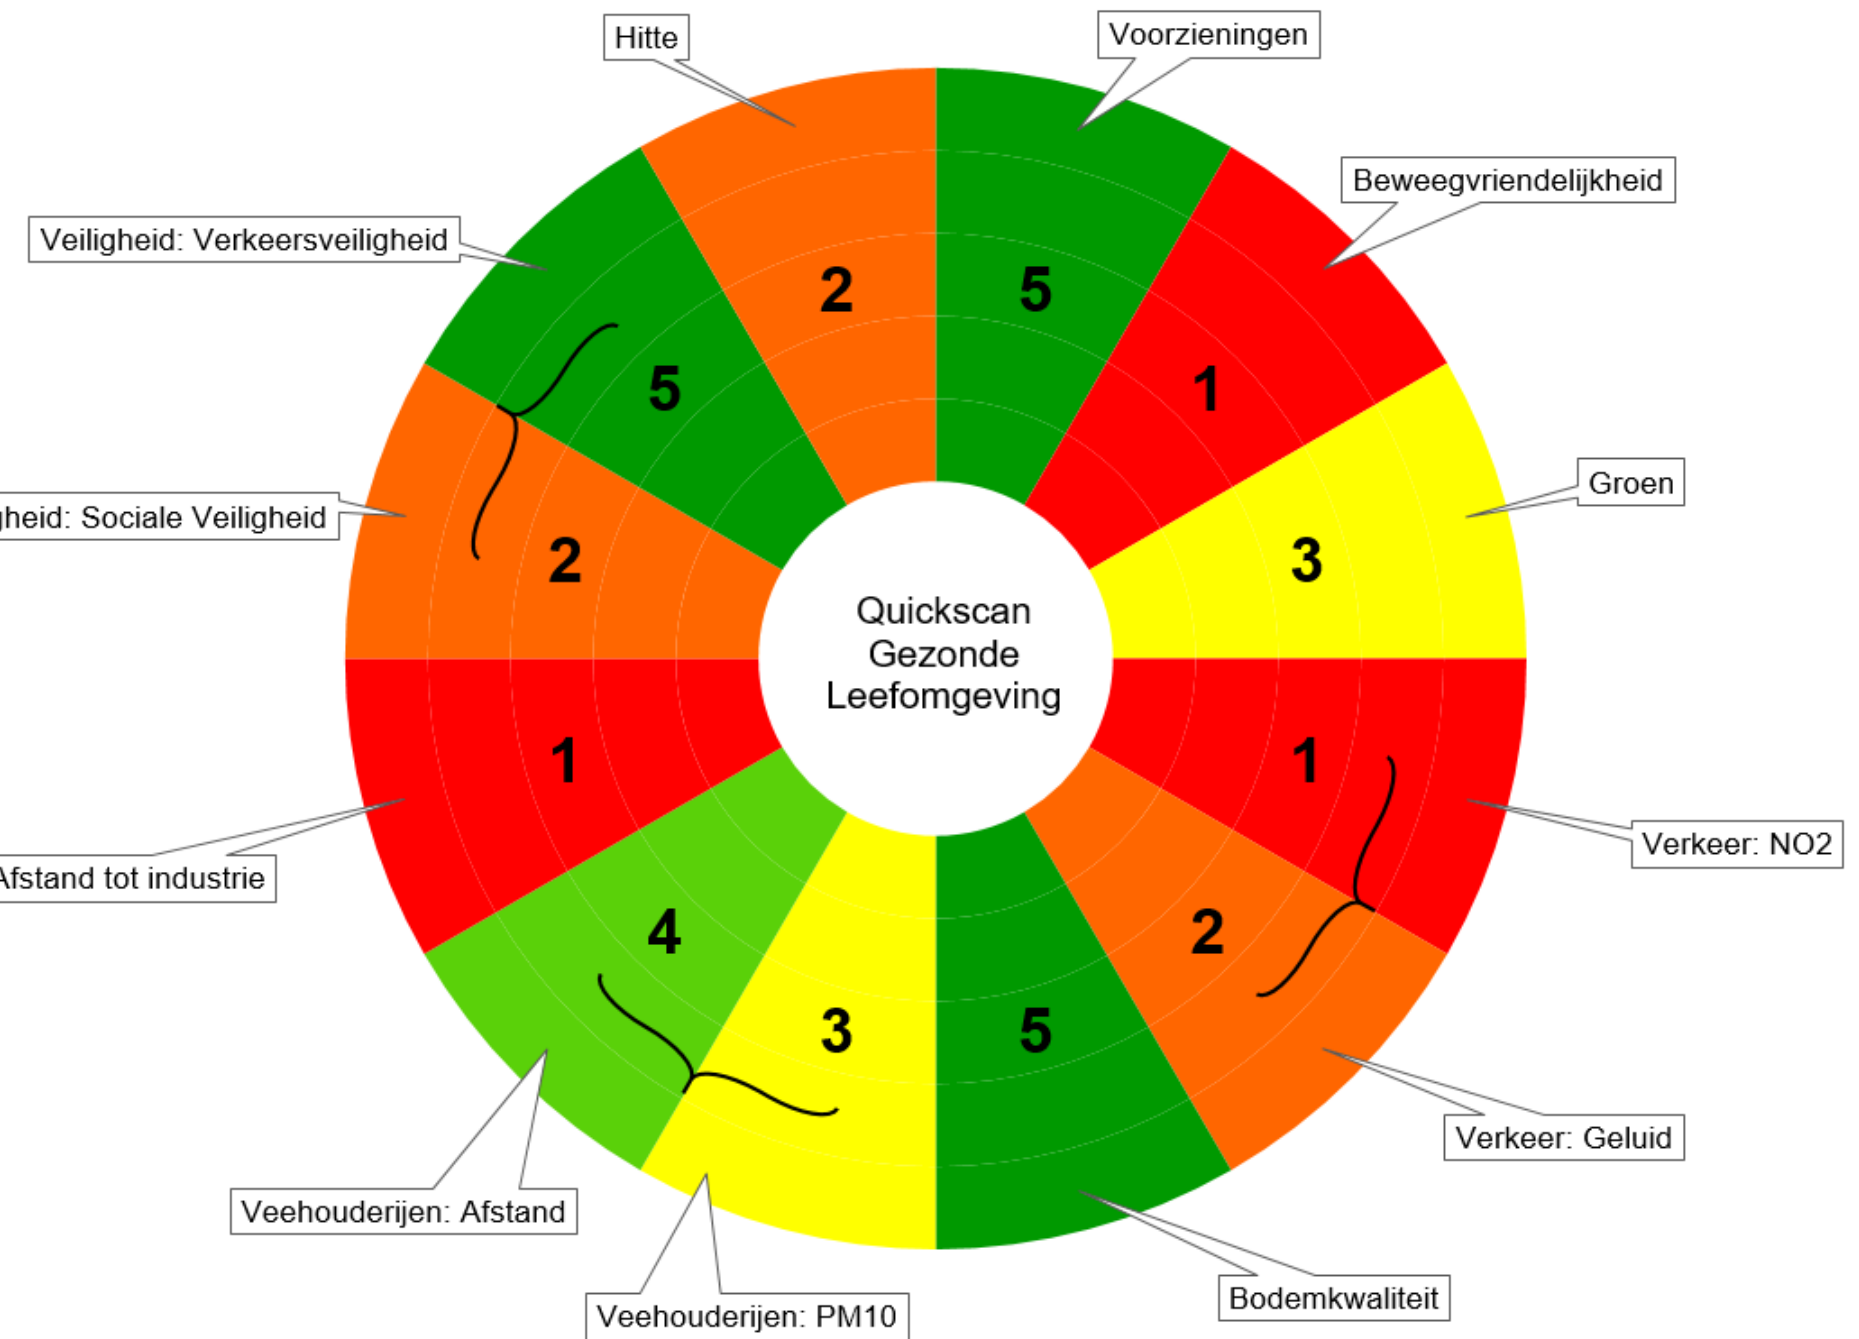 Hitte
Voorzieningen
Beweegvriendelijkheid
Veiligheid: Verkeersveiligheid
2
5
5
1
Groen
gheid: Sociale Veiligheid
2
3
Quickscan
Gezonde
Leefomgeving
1
1
Verkeer: NO2
Afstand tot industrie
4
2
3
5
Verkeer: Geluid
Veehouderijen: Afstand
Bodemkwaliteit
Veehouderijen: PM10